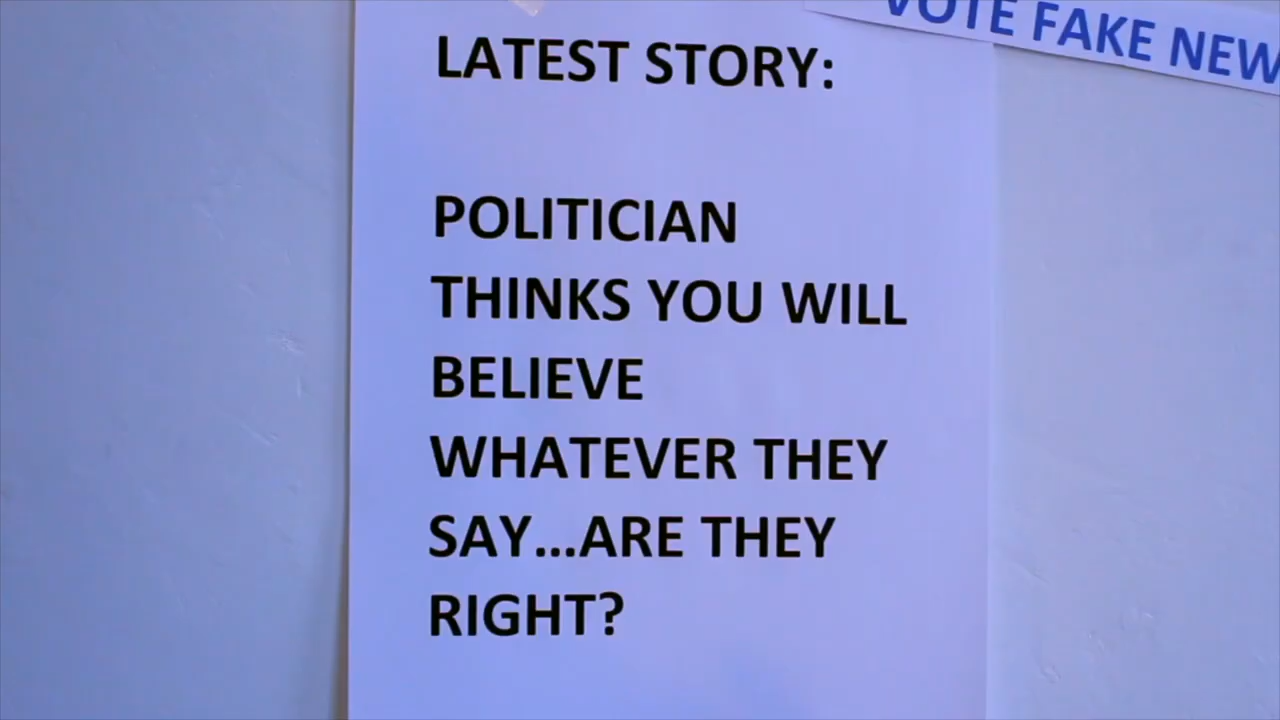 VOTE FAKE NEW
LATEST STORY:
POLITICIAN
THINKS YOU WILL
BELIEVE
WHATEVER THEY
SAY...ARE THEY
RIGHT?